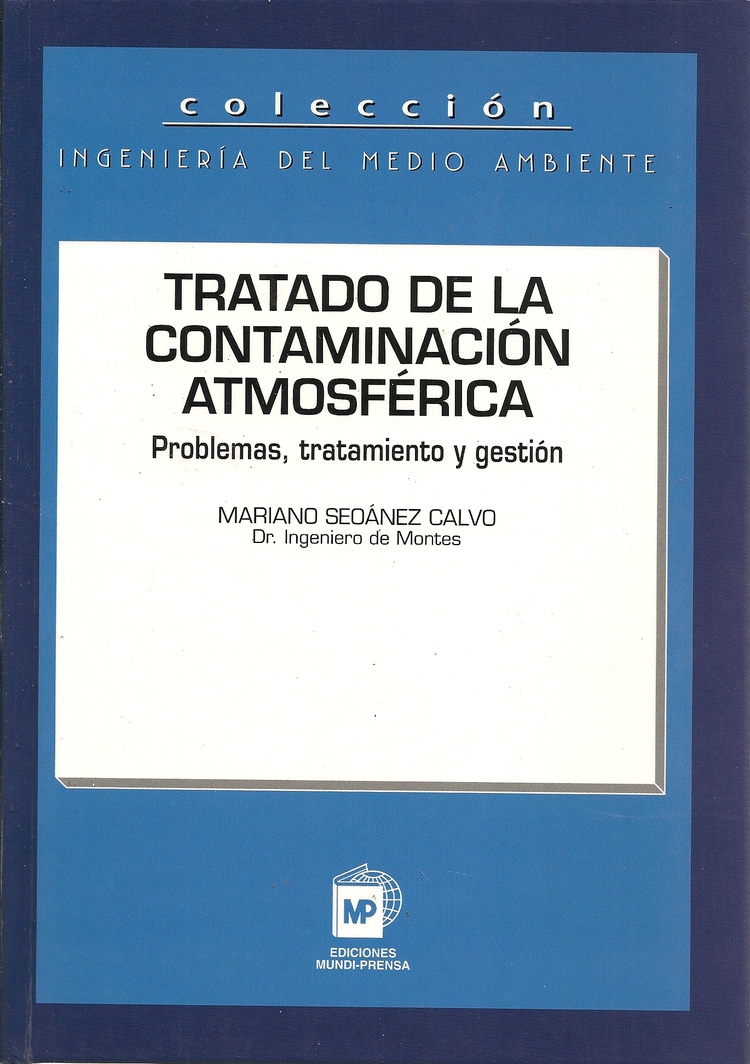 colección
INGENIERÍA DEL MEDIO AMBIENTE
TRATADO DE LA
CONTAMINACIÓN
ATMOSFÉRICA
Problemas, tratamiento y gestión
MARIANO SEOÁNEZ CALVO
Dr. Ingeniero de Montes
MP
EDICIONES
MUNDI-PRENSA